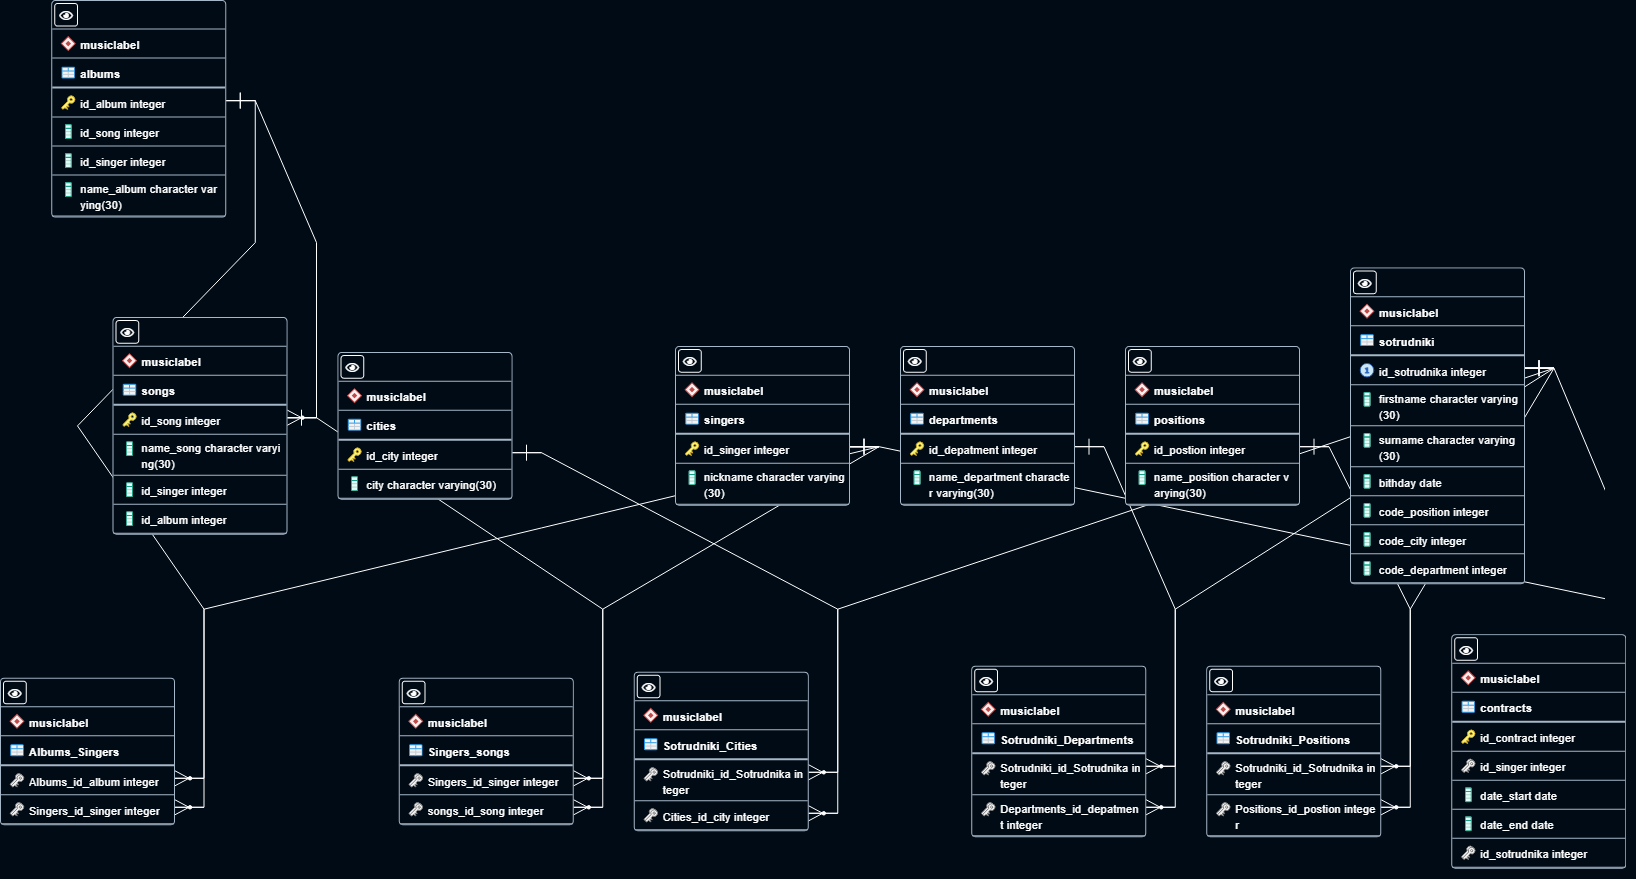 musiclabel
albums
id_album integer
id_song integer
id_singer integer
name_album character var
ying(30)
musiclabel
songs
id_song integer
name_song character varyi
ng(30)
id_singer integer
id_album integer
musiclabel
cities
id_city integer
city character varying(30)
musiclabel
singers
id_singer integer
nickname character varying
(30)
musiclabel
departments
id_depatment integer
name_department characte
r varying(30)
musiclabel
positions
id_postion integer
name_position character v
arying(30)
musiclabel
sotrudniki
1
id_sotrudnika integer
firstname character varying
(30)
surname character varying
(30)
bithday date
code_position integer
code_city integer
code_department integer
musiclabel
Albums_Singers
Albums_id_album integer
Singers_id_singer integer
musiclabel
Singers_songs
Singers_id_singer integer
songs_id_song integer
musiclabel
Sotrudniki_Cities
Sotrudniki_id_Sotrudnika in
teger
Cities_id_city integer
musiclabel
Sotrudniki_Departments
Sotrudniki_id_Sotrudnika in
teger
Departments_id_depatmen
t integer
musiclabel
Sotrudniki_Positions
Sotrudniki_id_Sotrudnika in
teger
Positions_id_postion intege
r
musiclabel
contracts
id_contract integer
id_singer integer
date_start date
date_end date
id_sotrudnika integer